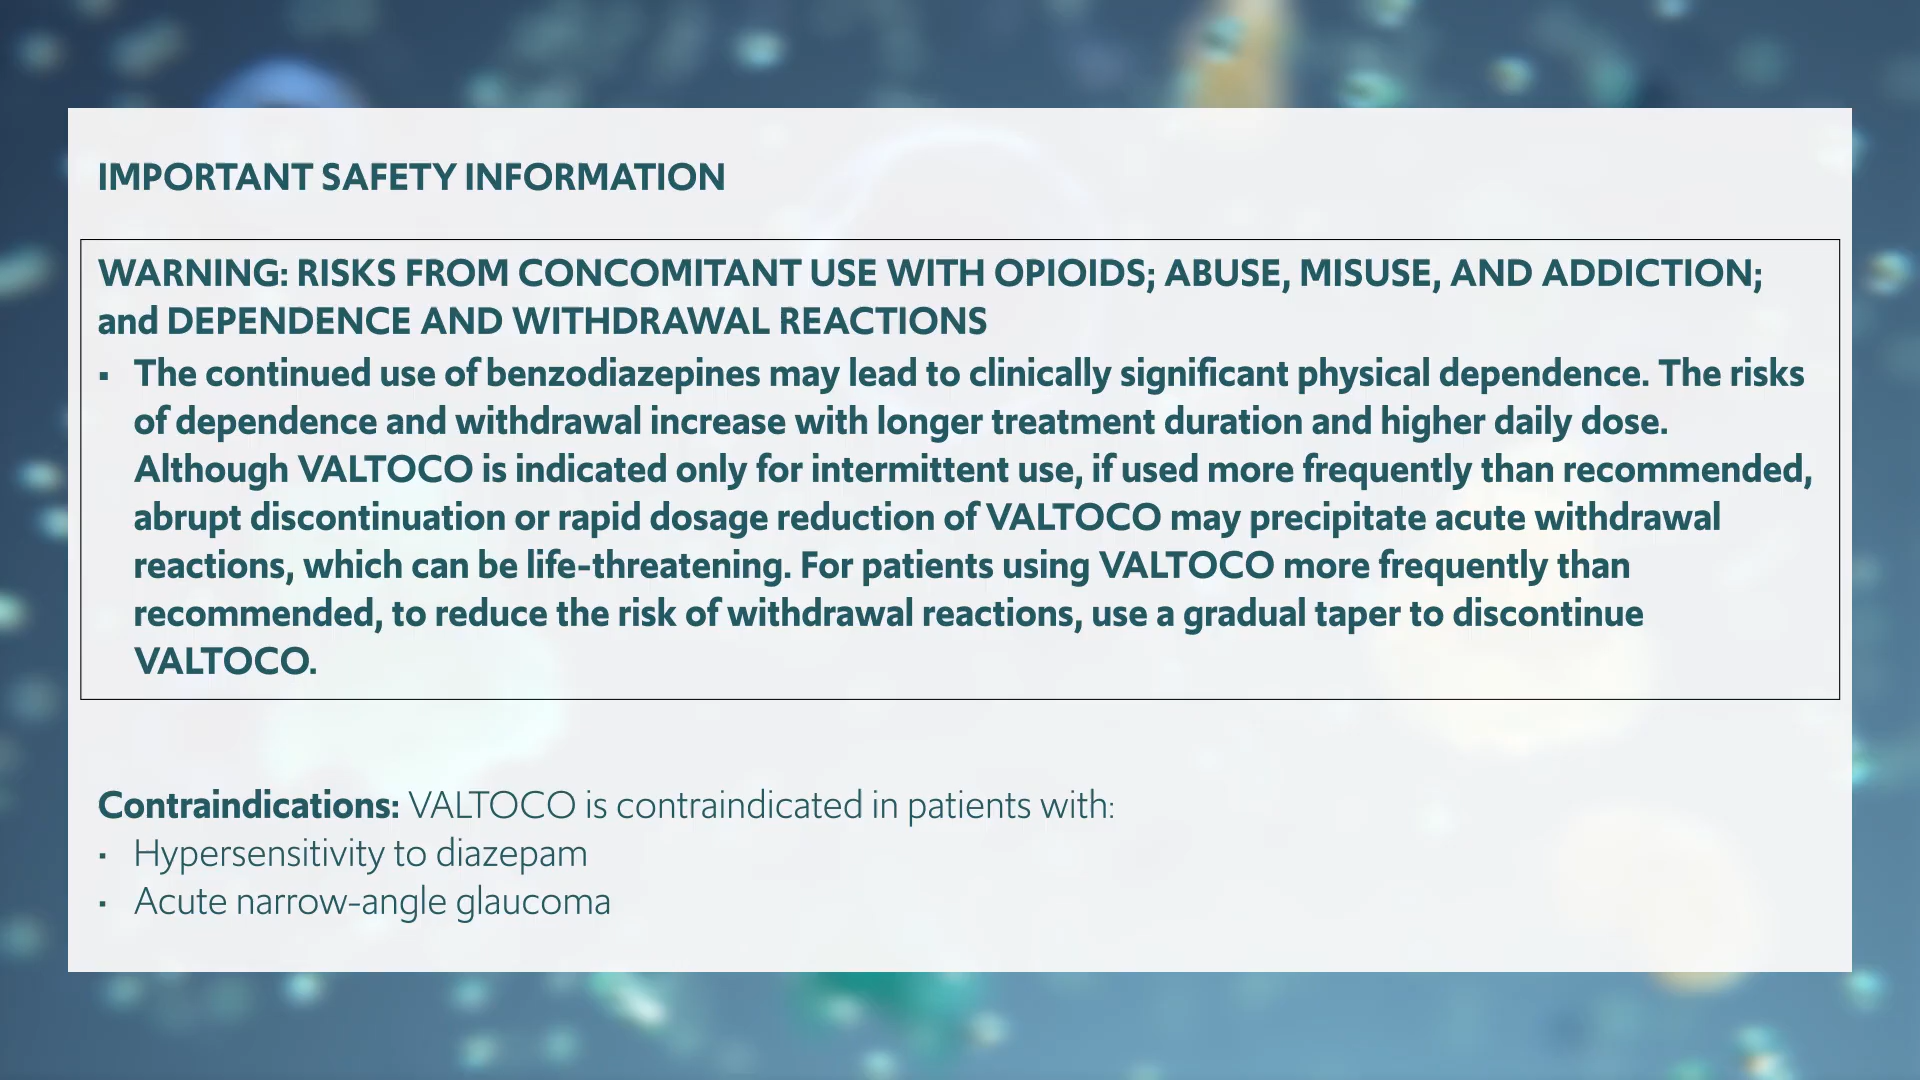 IMPORTANT SAFETY INFORMATION
WARNING: RISKS FROM CONCOMITANT USE WITH OPIOIDS; ABUSE, MISUSE, AND ADDICTION;
and DEPENDENCE AND WITHDRAWAL REACTIONS
▪ The continued use of benzodiazepines may lead to clinically significant physical dependence. The risks
of dependence and withdrawal increase with longer treatment duration and higher daily dose.
Although VALTOCO is indicated only for intermittent use, if used more frequently than recommended,
abrupt discontinuation or rapid dosage reduction of VALTOCO may precipitate acute withdrawal
reactions, which can be life-threatening. For patients using VALTOCO more frequently than
recommended, to reduce the risk of withdrawal reactions, use a gradual taper to discontinue
VALTOCO.
Contraindications: VALTOCO is contraindicated in patients with:
▪ Hypersensitivity to diazepam
▪ Acute narrow-angle glaucoma